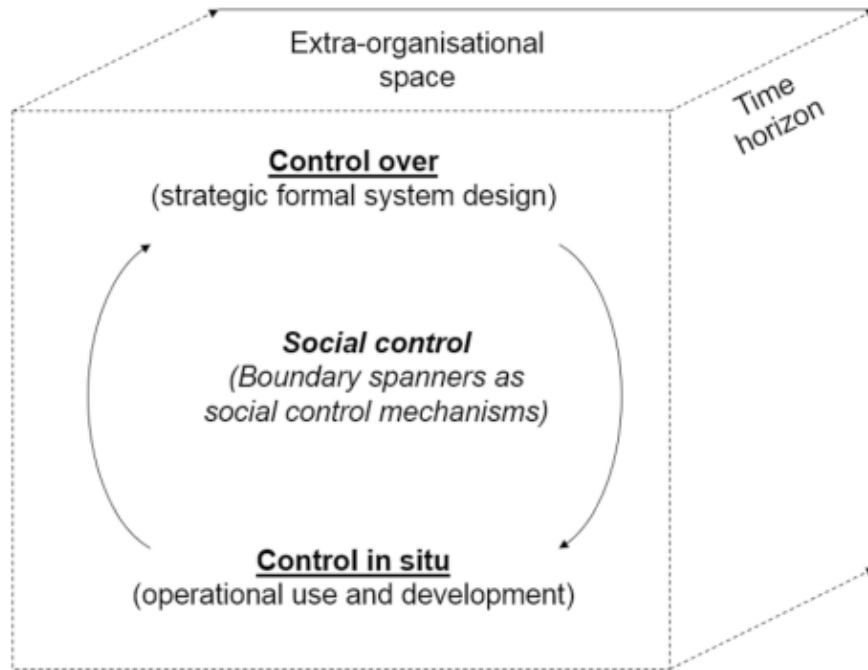 Extra-organisational
space
Time
horizon
Control over
(strategic formal system design)
Social control
(Boundary spanners as
social control mechanisms)
Control in situ
(operational use and development)